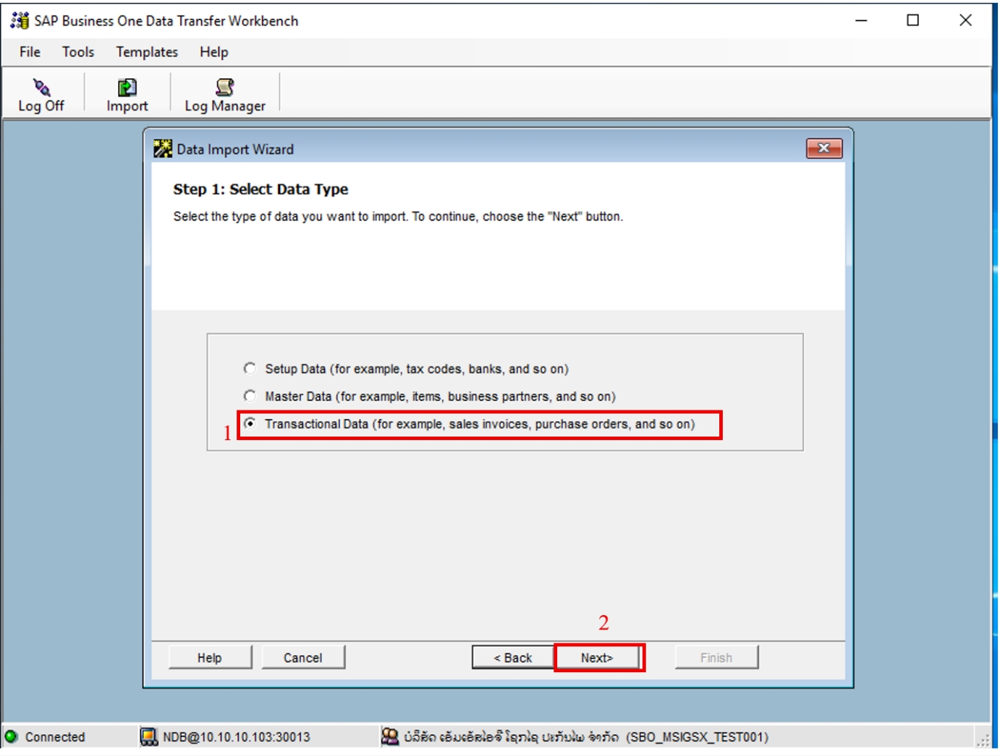 SAP Business One Data Transfer Workbench
File Tools Templates Help
Log Off Import Log Manager
Data Import Wizard
Step 1: Select Data Type
Select the type of data you want to import. To continue, choose the "Next" button.
Setup Data (for example, tax codes, banks, and so on)
Master Data (for example, items, business partners, and so on)
1 Transactional Data (for example, sales invoices, purchase orders, and so on)
2
Help Cancel < Back Next> Finish
Connected NDB@10.10.10.103:30013 ບໍລິສັດ ເອັມເອັສໄອຈີ ໂຊກໄຊ ປະກັນໄພ ຈຳກັດ (SBO_MSIGSX_TEST001)